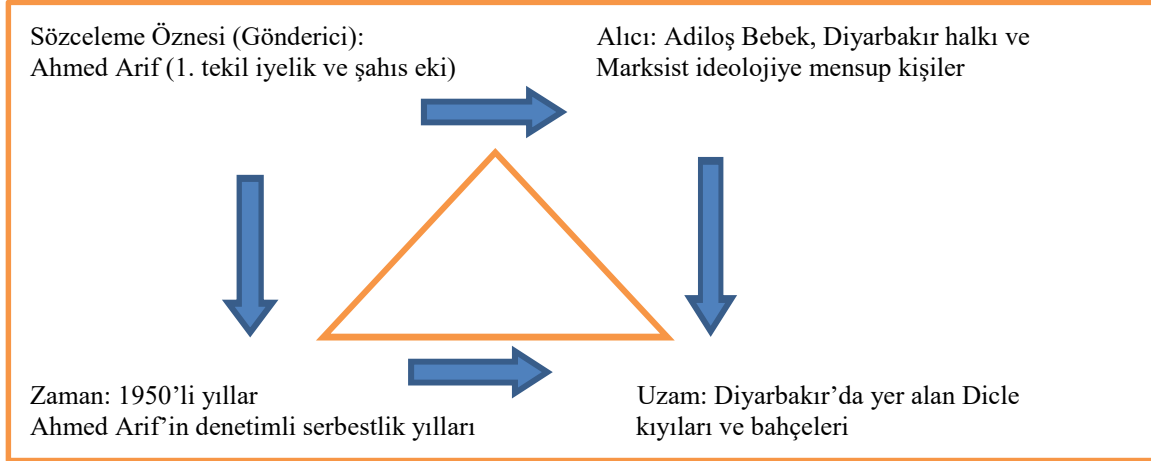 Sözceleme Öznesi (Gönderici):
Ahmed Arif (1. tekil iyelik ve şahıs eki)
Alıcı: Adiloş Bebek, Diyarbakır halkı ve
Marksist ideolojiye mensup kişiler
Zaman: 1950’li yıllar
Ahmed Arif’in denetimli serbestlik yılları
Uzam: Diyarbakır’da yer alan Dicle
kıyıları ve bahçeleri